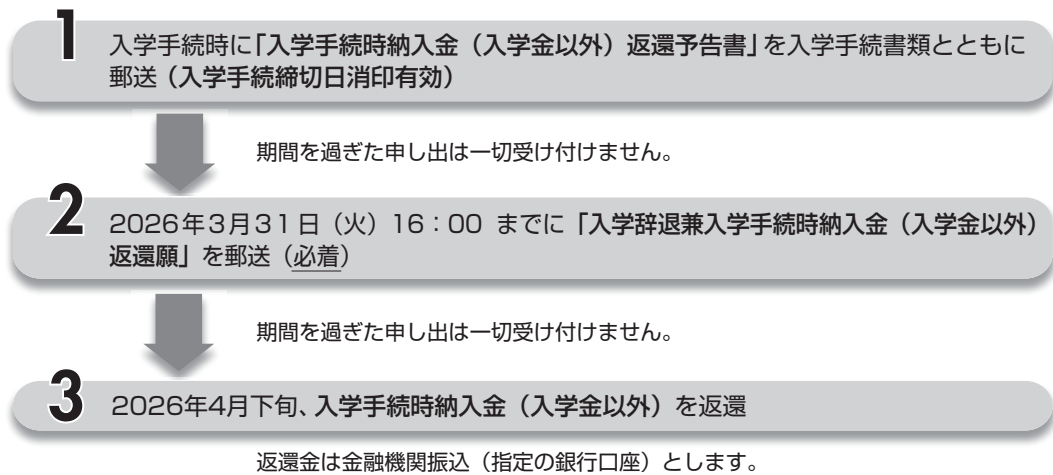 1
入学手続時に「入学手続時納入金（入学金以外）返還予告書」を入学手続書類とともに
郵送（入学手続締切日消印有効）
期間を過ぎた申し出は一切受け付けません。
2
2026年3月31日（火）16：00 までに「入学辞退兼入学手続時納入金（入学金以外）
返還願」を郵送（必着）
期間を過ぎた申し出は一切受け付けません。
3
2026年4月下旬、入学手続時納入金（入学金以外）を返還
返還金は金融機関振込（指定の銀行口座）とします。